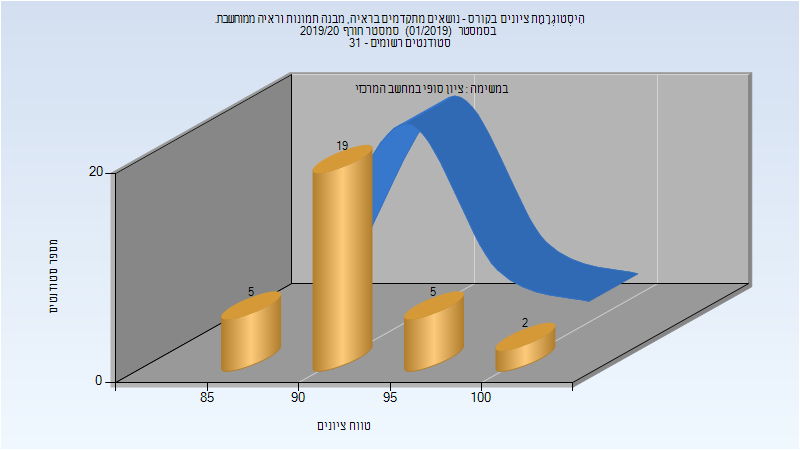 היסטוגרמת ציונים בקורס - נושאים מתקדמים בראיה, מבנה תמונות וראיה ממוחשבת.
בסמסטר (01/2019) סמסטר חורף 2019/20
סטודנטים רשומים - 31
במשימה : ציון סופי במחשב המרכזי
19
20
מספר סטודנטים
5
5
2
0
85
90
95
100
טווח ציונים